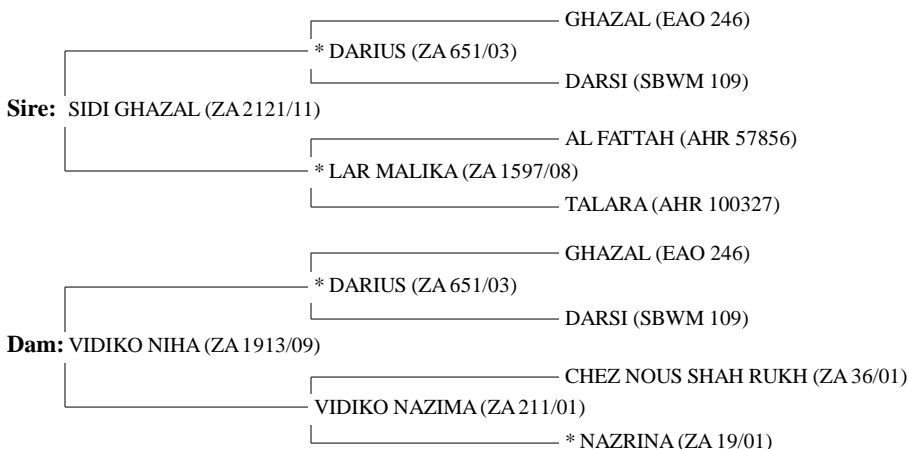 GHAZAL (EAO 246)
* DARIUS (ZA 651/03)
DARSI (SBWM 109)
Sire: SIDI GHAZAL (ZA 2121/11)
AL FATTAH (AHR 57856)
* LAR MALIKA (ZA 1597/08)
TALARA (AHR 100327)
GHAZAL (EAO 246)
* DARIUS (ZA 651/03)
DARSI (SBWM 109)
Dam: VIDIKO NIHA (ZA 1913/09)
CHEZ NOUS SHAH RUKH (ZA 36/01)
VIDIKO NAZIMA (ZA 211/01)
* NAZRINA (ZA 19/01)